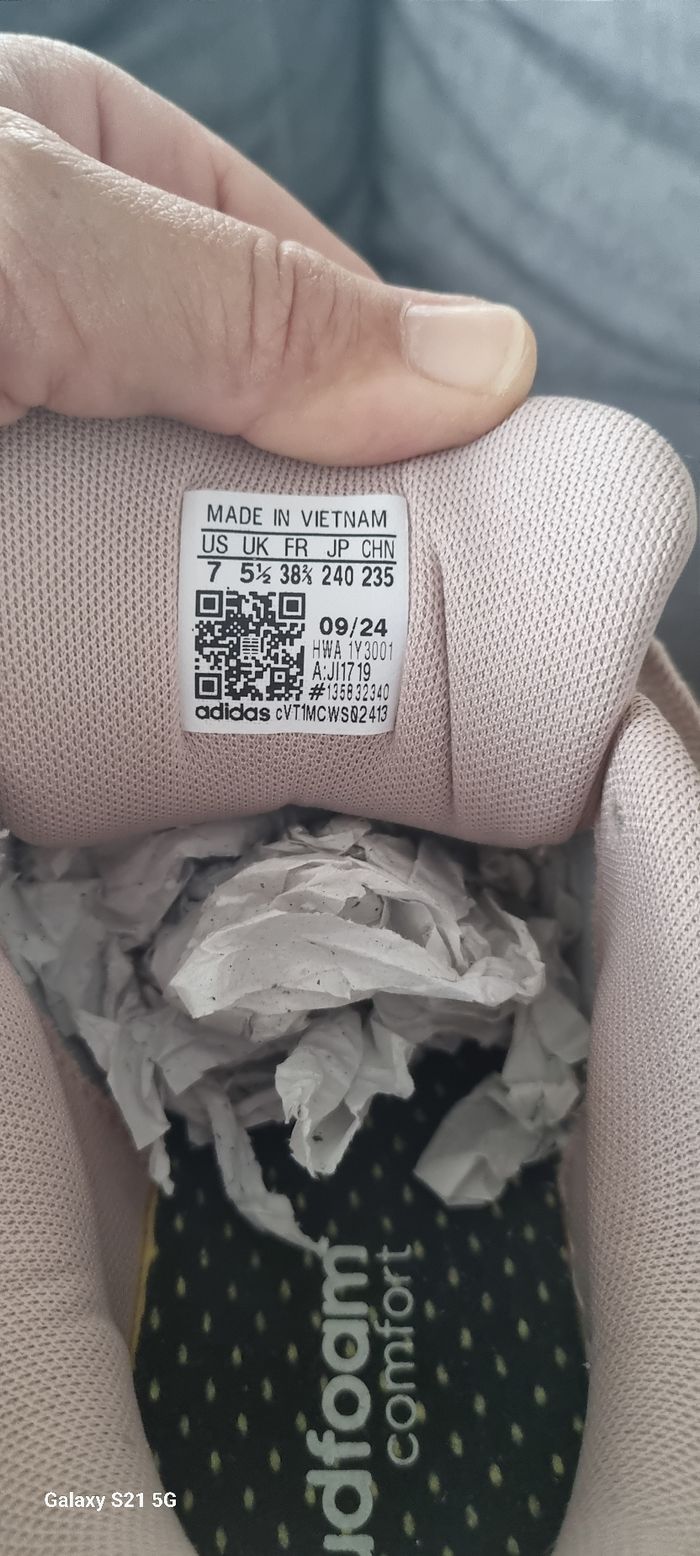 MADE IN VIETNAM
US UK FR JP CHN
7 5½ 38⅔ 240 235
09/24
HWA 1Y3001
A:JI1719
#135832340
adidas cVT1MCWS02413
udfoam
comfort
Galaxy S21 5G